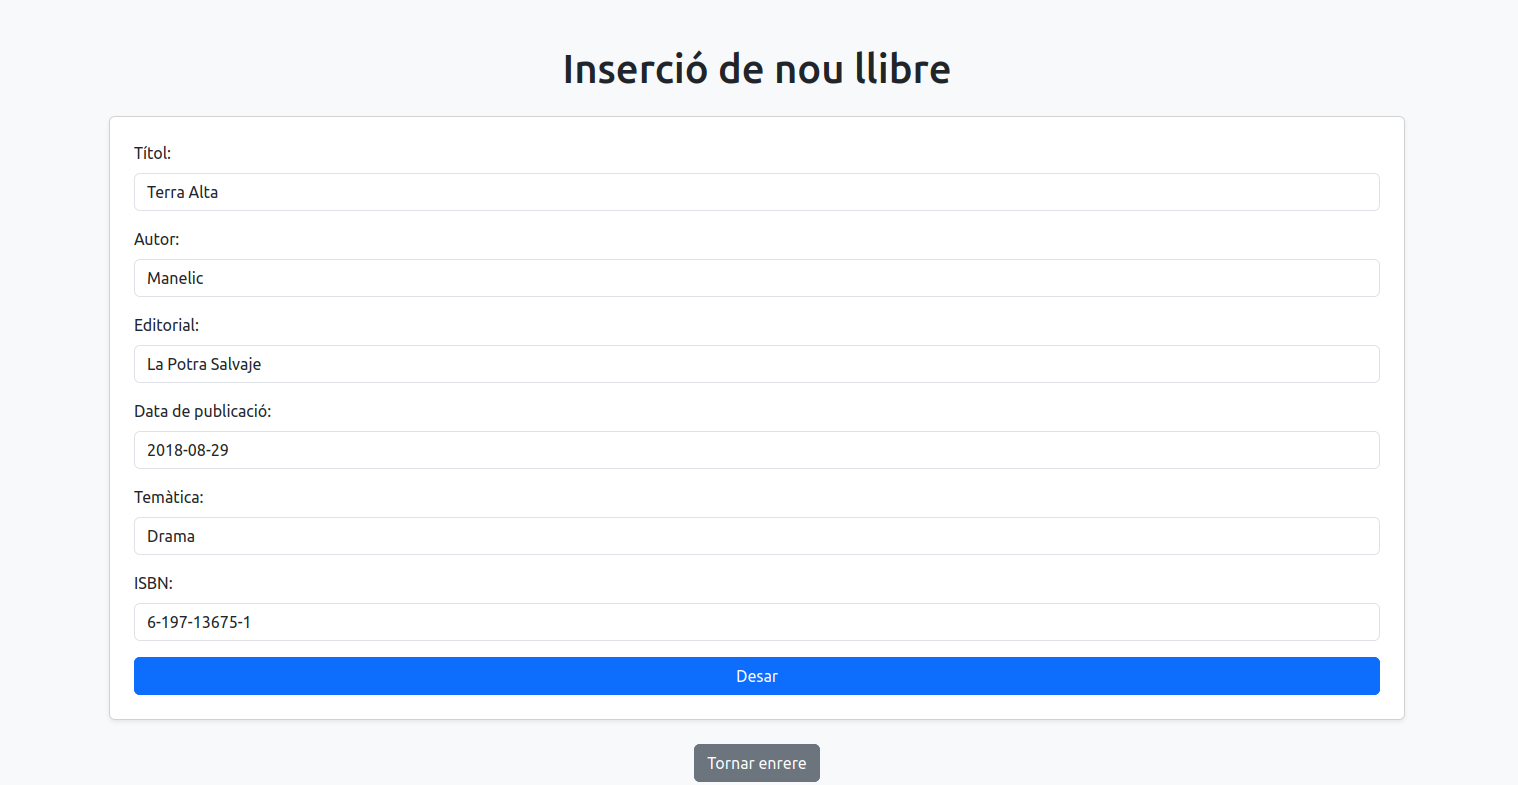 Inserció de nou llibre
Títol:
Terra Alta
Autor:
Manelic
Editorial:
La Potra Salvaje
Data de publicació:
2018-08-29
Temàtica:
Drama
ISBN:
6-197-13675-1
Desar
Tornar enrere